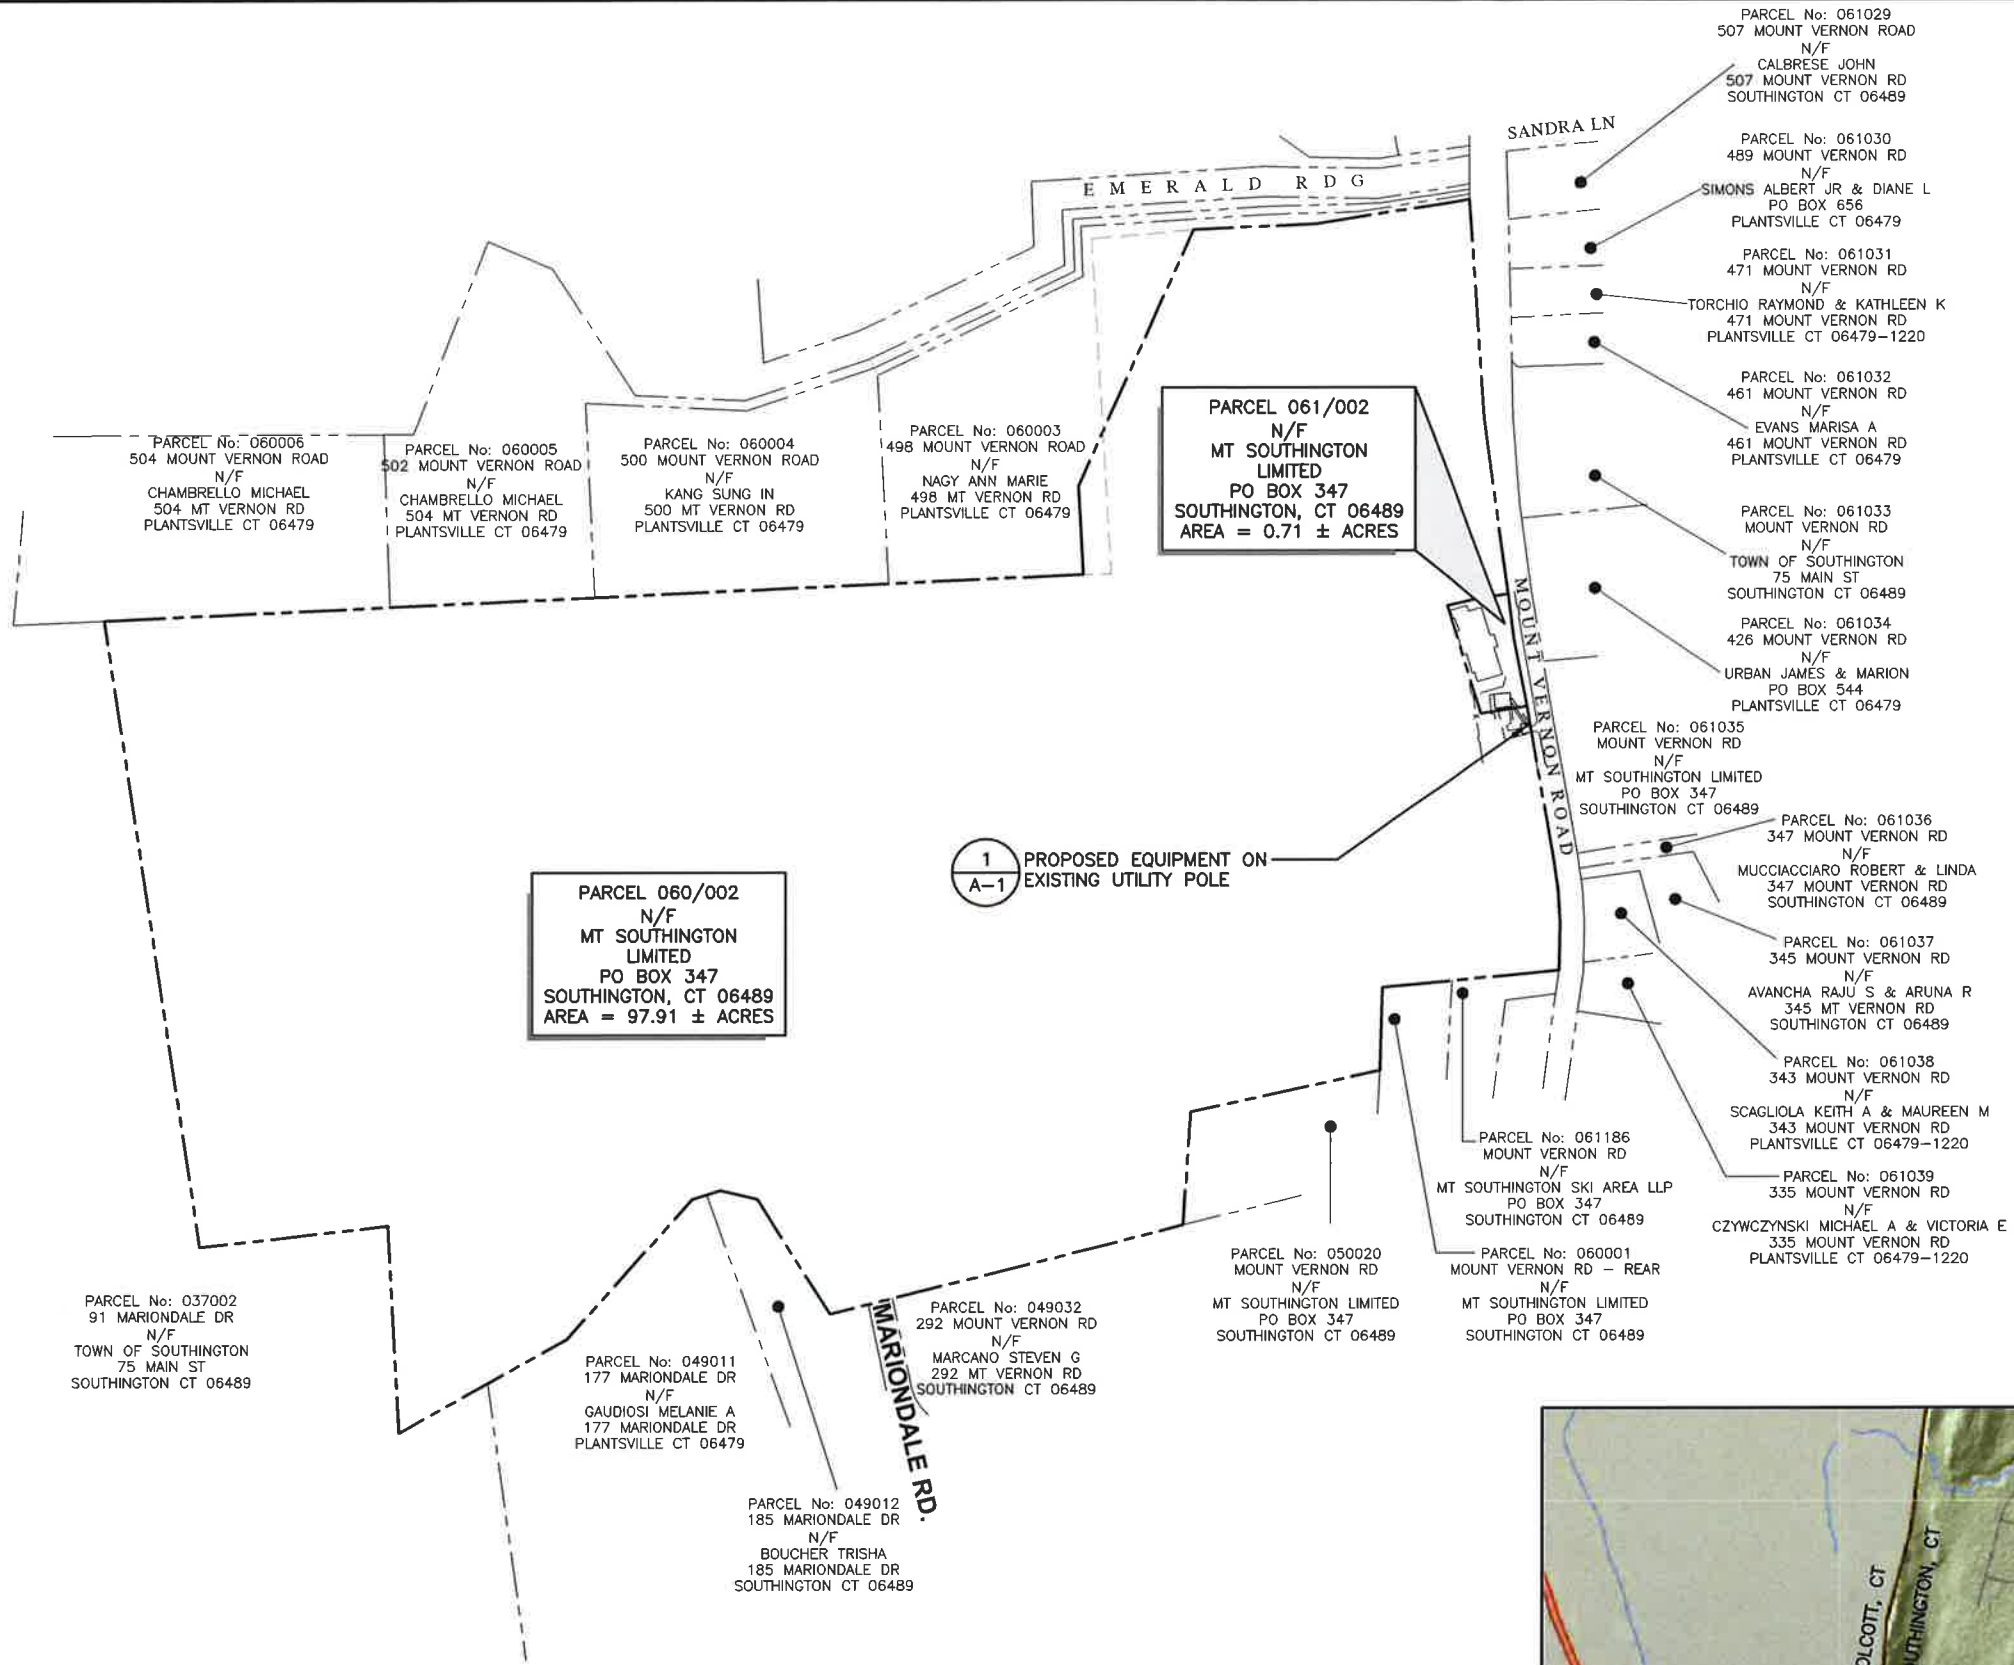 PARCEL No: 061029
507 MOUNT VERNON ROAD
N/F
CALBRESE JOHN
507 MOUNT VERNON RD
SOUTHINGTON CT 06489
SANDRA LN
PARCEL No: 061030
489 MOUNT VERNON RD
N/F
SIMONS ALBERT JR & DIANE L
PO BOX 656
PLANTSVILLE CT 06479
EMERALD RDG
PARCEL No: 061031
471 MOUNT VERNON RD
N/F
TORCHIO RAYMOND & KATHLEEN K
471 MOUNT VERNON RD
PLANTSVILLE CT 06479-1220
PARCEL No: 061032
461 MOUNT VERNON RD
N/F
EVANS MARISA A
461 MOUNT VERNON RD
PLANTSVILLE CT 06479
PARCEL No: 060006
504 MOUNT VERNON ROAD
N/F
CHAMBRELLO MICHAEL
504 MT VERNON RD
PLANTSVILLE CT 06479
PARCEL No: 060005
502 MOUNT VERNON ROAD
N/F
CHAMBRELLO MICHAEL
504 MT VERNON RD
PLANTSVILLE CT 06479
PARCEL No: 060004
500 MOUNT VERNON ROAD
N/F
KANG SUNG IN
500 MT VERNON RD
PLANTSVILLE CT 06479
PARCEL No: 060003
498 MOUNT VERNON ROAD
N/F
NAGY ANN MARIE
498 MT VERNON RD
PLANTSVILLE CT 06479
PARCEL 061/002
N/F
MT SOUTHINGTON
LIMITED
PO BOX 347
SOUTHINGTON, CT 06489
AREA = 0.71 ± ACRES
PARCEL No: 061033
MOUNT VERNON RD
N/F
TOWN OF SOUTHINGTON
75 MAIN ST
SOUTHINGTON CT 06489
MOUNT VERNON ROAD
PARCEL No: 061034
426 MOUNT VERNON RD
N/F
URBAN JAMES & MARION
PO BOX 544
PLANTSVILLE CT 06479
PARCEL No: 061035
MOUNT VERNON RD
N/F
MT SOUTHINGTON LIMITED
PO BOX 347
SOUTHINGTON CT 06489
PARCEL No: 061036
347 MOUNT VERNON RD
N/F
MUCCIACCIARO ROBERT & LINDA
347 MOUNT VERNON RD
SOUTHINGTON CT 06489
1
A-1
PROPOSED EQUIPMENT ON
EXISTING UTILITY POLE
PARCEL 060/002
N/F
MT SOUTHINGTON
LIMITED
PO BOX 347
SOUTHINGTON, CT 06489
AREA = 97.91 ± ACRES
PARCEL No: 061037
345 MOUNT VERNON RD
N/F
AVANCHA RAJU S & ARUNA R
345 MT VERNON RD
SOUTHINGTON CT 06489
PARCEL No: 061038
343 MOUNT VERNON RD
N/F
SCAGLIOLA KEITH A & MAUREEN M
343 MOUNT VERNON RD
PLANTSVILLE CT 06479-1220
PARCEL No: 061186
MOUNT VERNON RD
N/F
MT SOUTHINGTON SKI AREA LLP
PO BOX 347
SOUTHINGTON CT 06489
PARCEL No: 061039
335 MOUNT VERNON RD
N/F
CZYWCZYNSKI MICHAEL A & VICTORIA E
335 MOUNT VERNON RD
PLANTSVILLE CT 06479-1220
PARCEL No: 050020
MOUNT VERNON RD
N/F
MT SOUTHINGTON LIMITED
PO BOX 347
SOUTHINGTON CT 06489
PARCEL No: 060001
MOUNT VERNON RD - REAR
N/F
MT SOUTHINGTON LIMITED
PO BOX 347
SOUTHINGTON CT 06489
PARCEL No: 037002
91 MARIONDALE DR
N/F
TOWN OF SOUTHINGTON
75 MAIN ST
SOUTHINGTON CT 06489
PARCEL No: 049032
292 MOUNT VERNON RD
N/F
MARCANO STEVEN G
292 MT VERNON RD
SOUTHINGTON CT 06489
MARIONDALE RD.
PARCEL No: 049011
177 MARIONDALE DR
N/F
GAUDIOSI MELANIE A
177 MARIONDALE DR
PLANTSVILLE CT 06479
PARCEL No: 049012
185 MARIONDALE DR
N/F
BOUCHER TRISHA
185 MARIONDALE DR
SOUTHINGTON CT 06489
OLCOTT, CT
UTHINGTON, CT